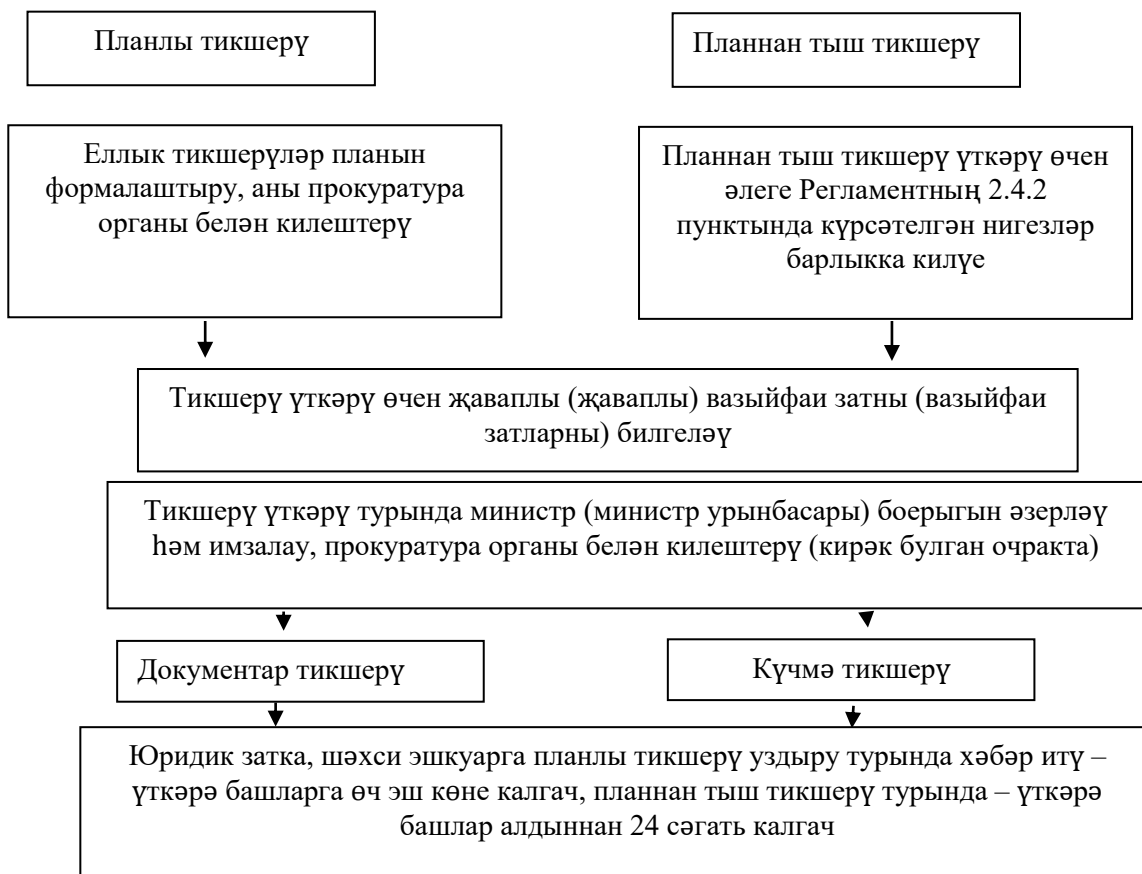 Планлы тикшерү
Планнан тыш тикшерү
Еллык тикшерүләр планын
формалаштыру, аны прокуратура
органы белән килештерү
Планнан тыш тикшерү үткәрү өчен
әлеге Регламентның 2.4.2
пунктында күрсәтелгән нигезләр
барлыкка килүе
Тикшерү үткәрү өчен җаваплы (җаваплы) вазыйфаи затны (вазыйфаи
затларны) билгеләү
Тикшерү үткәрү турында министр (министр урынбасары) боерыгын әзерләү
һәм имзалау, прокуратура органы белән килештерү (кирәк булган очракта)
Документар тикшерү
Күчмә тикшерү
Юридик затка, шәхси эшкуарга планлы тикшерү уздыру турында хәбәр итү –
үткәрә башларга өч эш көне калгач, планнан тыш тикшерү турында – үткәрә
башлар алдыннан 24 сәгать калгач